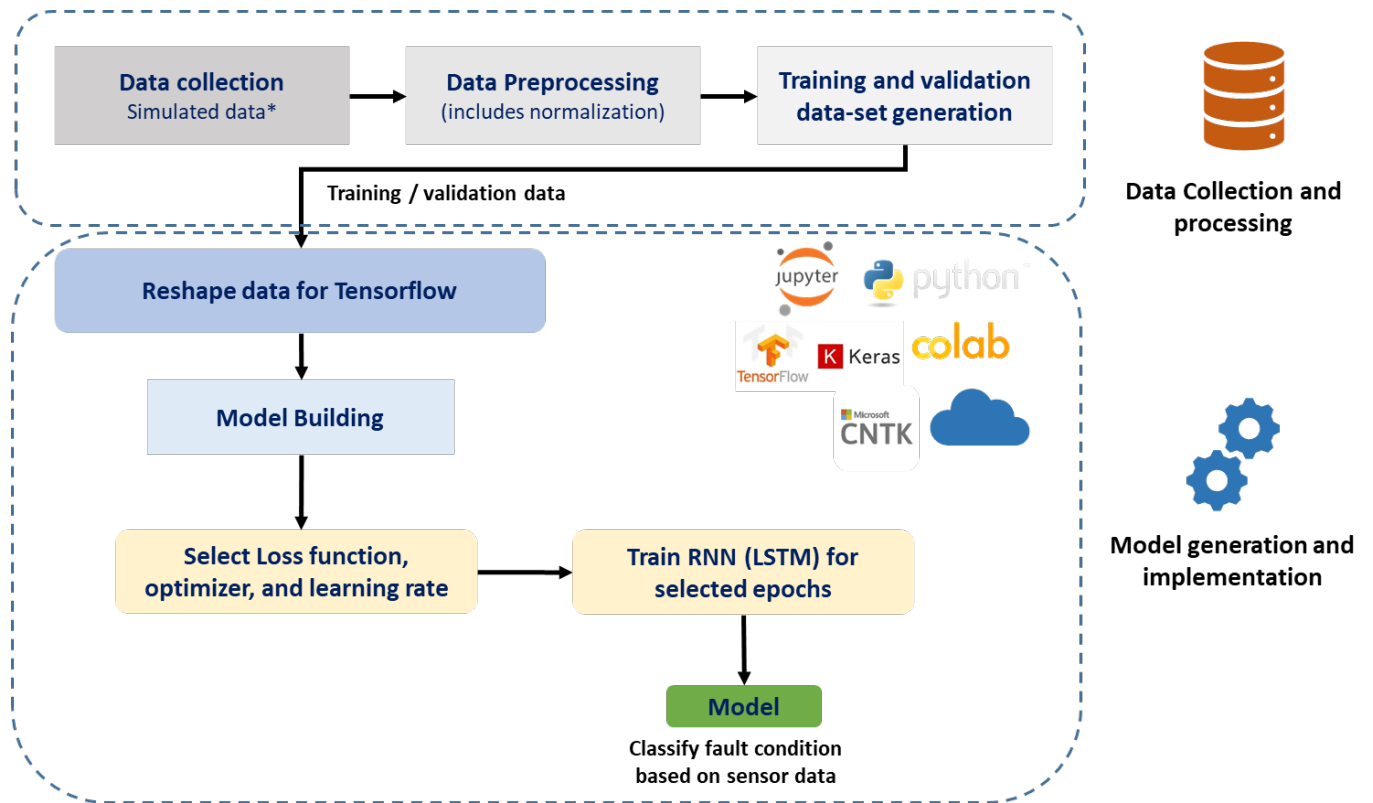 Data collection
Simulated data*
Data Preprocessing
(includes normalization)
Training and validation
data-set generation
Training / validation data
Data Collection and
processing
Reshape data for Tensorflow
jupyter
python
TensorFlow
K Keras
colab
Microsoft
CNTK
Model Building
Select Loss function,
optimizer, and learning rate
Train RNN (LSTM) for
selected epochs
Model generation and
implementation
Model
Classify fault condition
based on sensor data